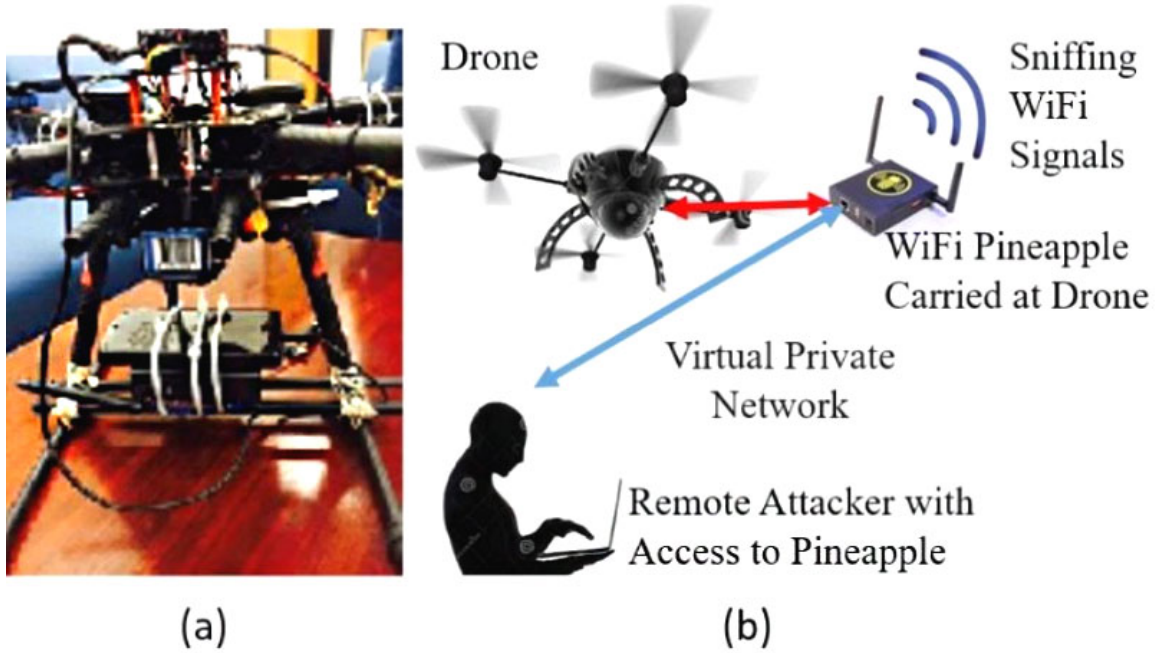 Drone
Sniffing
WiFi
Signals
WiFi Pineapple
Carried at Drone
Virtual Private
Network
Remote Attacker with
Access to Pineapple
(a)
(b)